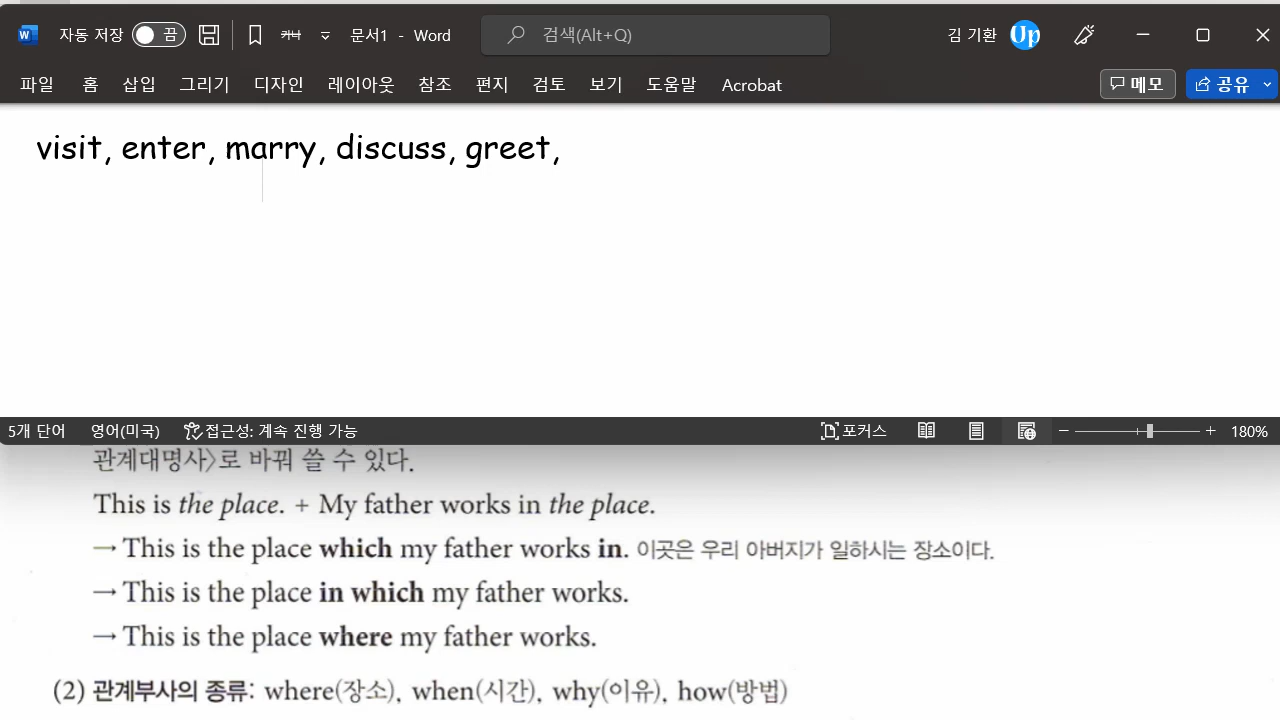 자동 저장 끔 가나 문서1 - Word 검색(Alt+Q) 김 기환 Up
파일 홈 삽입 그리기 디자인 레이아웃 참조 편지 검토 보기 도움말 Acrobat 메모 공유
visit, enter, marry, discuss, greet,
5개 단어 영어(미국) 접근성: 계속 진행 가능 포커스 180%
관계대명사〉로 바꿔 쓸 수 있다.
This is the place. + My father works in the place.
→ This is the place which my father works in. 이곳은 우리 아버지가 일하시는 장소이다.
→ This is the place in which my father works.
→ This is the place where my father works.
(2) 관계부사의 종류: where(장소), when(시간), why(이유), how(방법)